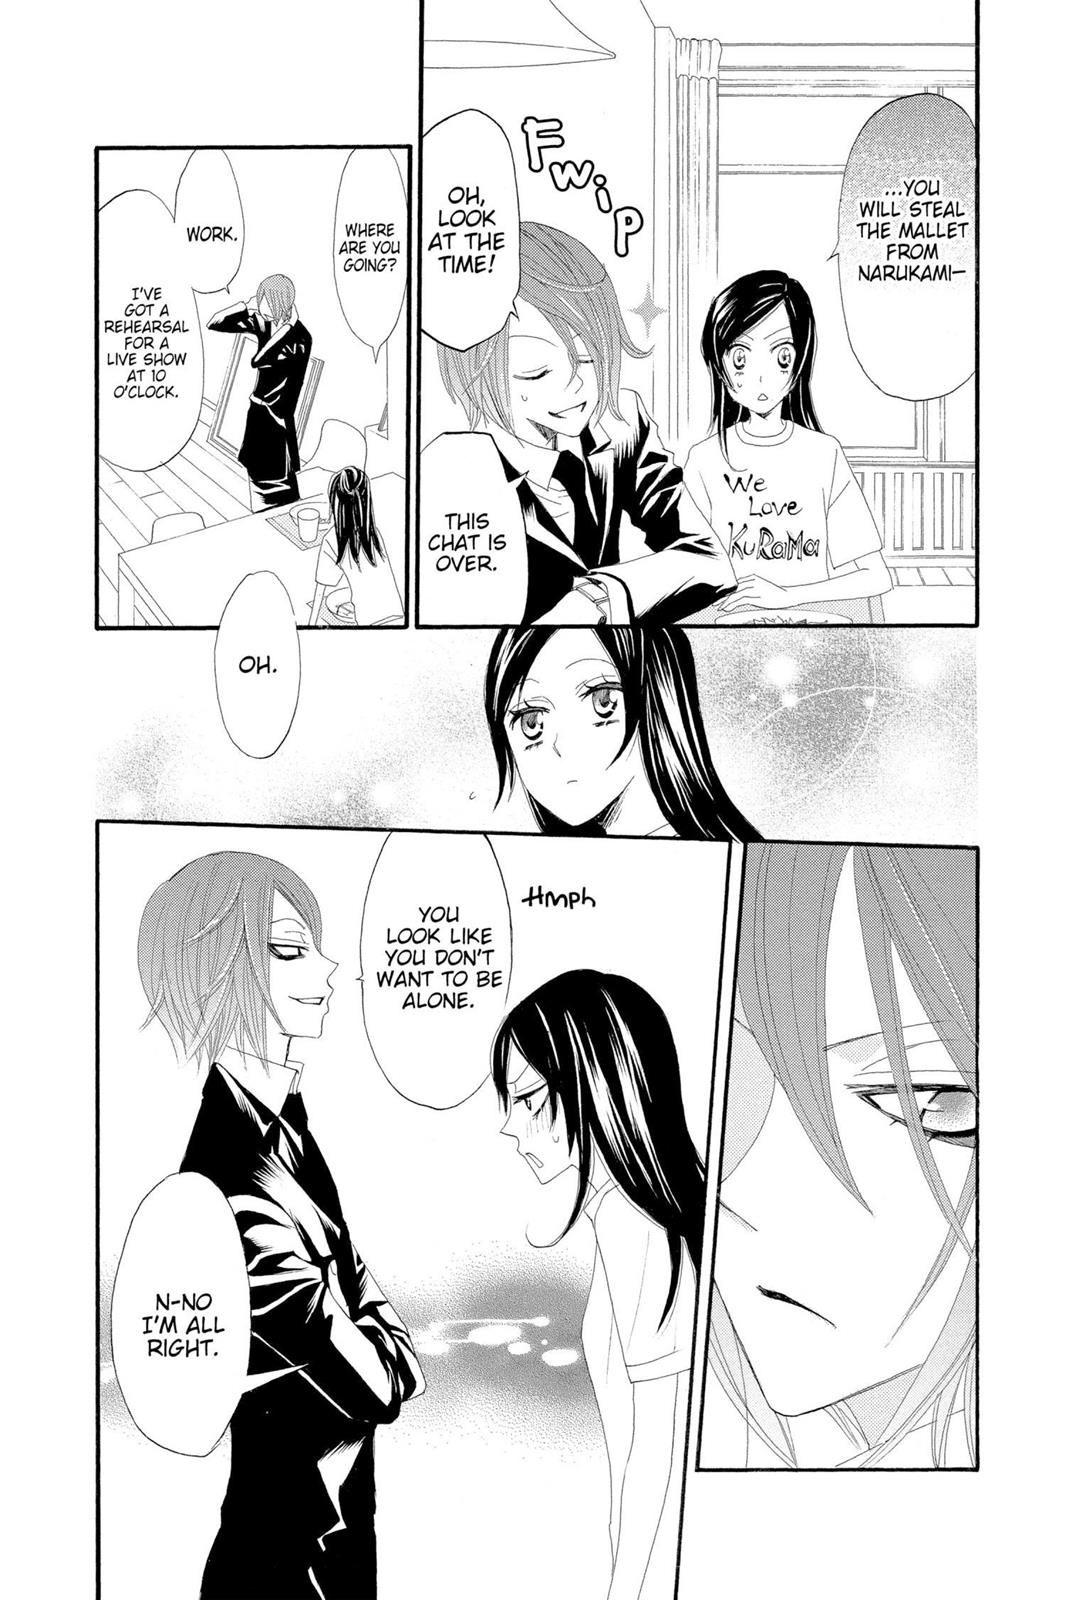 ...YOU
WILL STEAL
THE MALLET
FROM
NARUKAMI—
FWIP
OH,
LOOK
AT THE
TIME!
We
Love
KuRaMa
THIS
CHAT IS
OVER.
WHERE
ARE YOU
GOING?
WORK.
I'VE
GOT A
REHEARSAL
FOR A
LIVE SHOW
AT 10
O'CLOCK.
OH.
HMPH
YOU
LOOK LIKE
YOU DON'T
WANT TO BE
ALONE.
N-NO
I'M ALL
RIGHT.